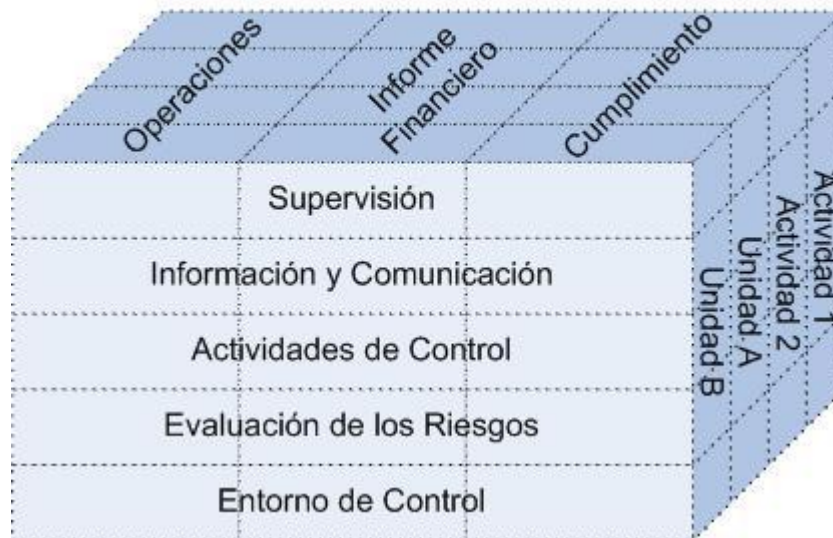 Operaciones
Informe
Financiero
Cumplimiento
Supervisión
Información y Comunicación
Actividades de Control
Evaluación de los Riesgos
Entorno de Control
Unidad B
Unidad A
Actividad 2
Actividad 1